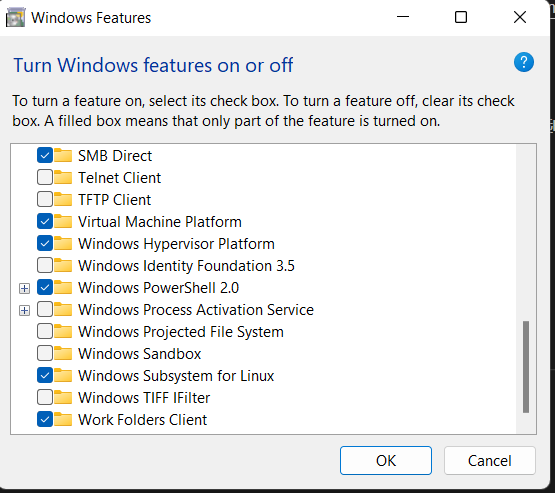 Windows Features
Turn Windows features on or off
To turn a feature on, select its check box. To turn a feature off, clear its check
box. A filled box means that only part of the feature is turned on.
SMB Direct
Telnet Client
TFTP Client
Virtual Machine Platform
Windows Hypervisor Platform
Windows Identity Foundation 3.5
Windows PowerShell 2.0
Windows Process Activation Service
Windows Projected File System
Windows Sandbox
Windows Subsystem for Linux
Windows TIFF IFilter
Work Folders Client
OK
Cancel